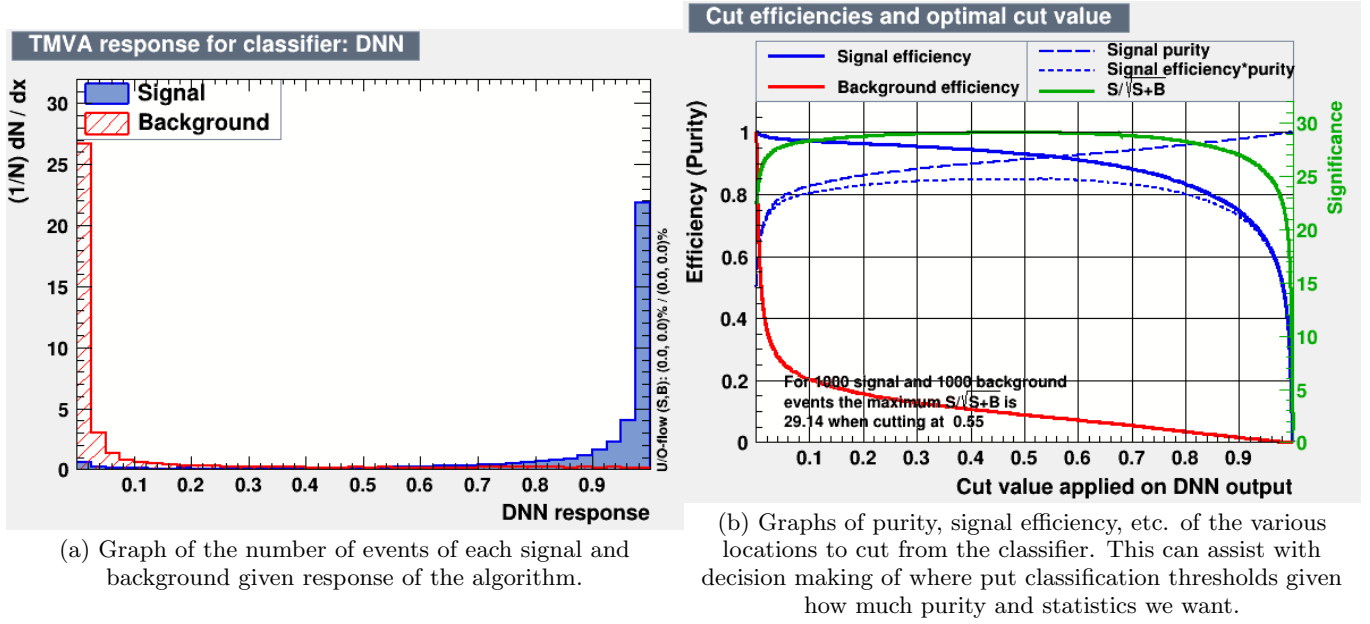 TMVA response for classifier: DNN
(1/N) dN / dx
Signal
Background
30
25
20
15
10
5
0
0.1 0.2 0.3 0.4 0.5 0.6 0.7 0.8 0.9
DNN response
U/O-flow (S,B): (0.0, 0.0)% / (0.0, 0.0)%
(a) Graph of the number of events of each signal and
background given response of the algorithm.
Cut efficiencies and optimal cut value
Signal efficiency
Background efficiency
Signal purity
Signal efficiency*purity
S/√S+B
Efficiency (Purity)
1
0.8
0.6
0.4
0.2
0
For 1000 signal and 1000 background
events the maximum S/√S+B is
29.14 when cutting at 0.55
0.1 0.2 0.3 0.4 0.5 0.6 0.7 0.8 0.9
Cut value applied on DNN output
30
25
20
15
10
5
0
Significance
(b) Graphs of purity, signal efficiency, etc. of the various
locations to cut from the classifier. This can assist with
decision making of where put classification thresholds given
how much purity and statistics we want.